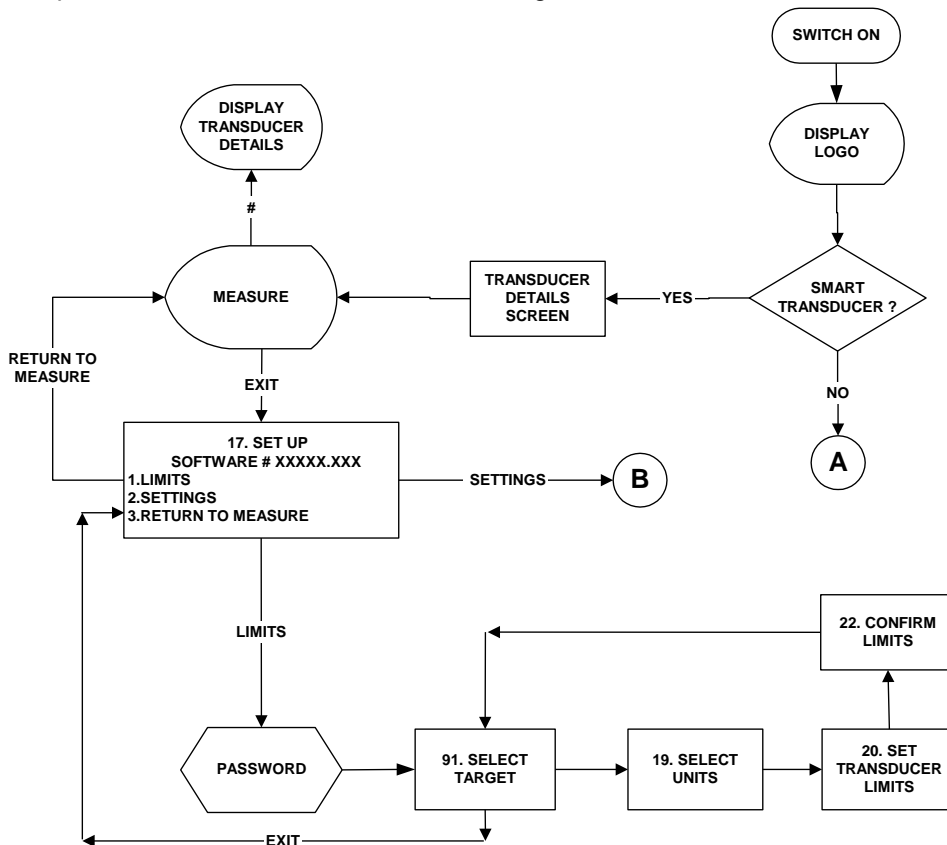 SWITCH ON
DISPLAY
TRANSDUCER
DETAILS
DISPLAY
LOGO
#
MEASURE
TRANSDUCER
DETAILS
SCREEN
YES
SMART
TRANSDUCER ?
RETURN TO
MEASURE
EXIT
NO
17. SET UP
SOFTWARE # XXXXX.XXX
1.LIMITS
2.SETTINGS
3.RETURN TO MEASURE
SETTINGS
B
A
LIMITS
22. CONFIRM
LIMITS
PASSWORD
91. SELECT
TARGET
19. SELECT
UNITS
20. SET
TRANSDUCER
LIMITS
EXIT